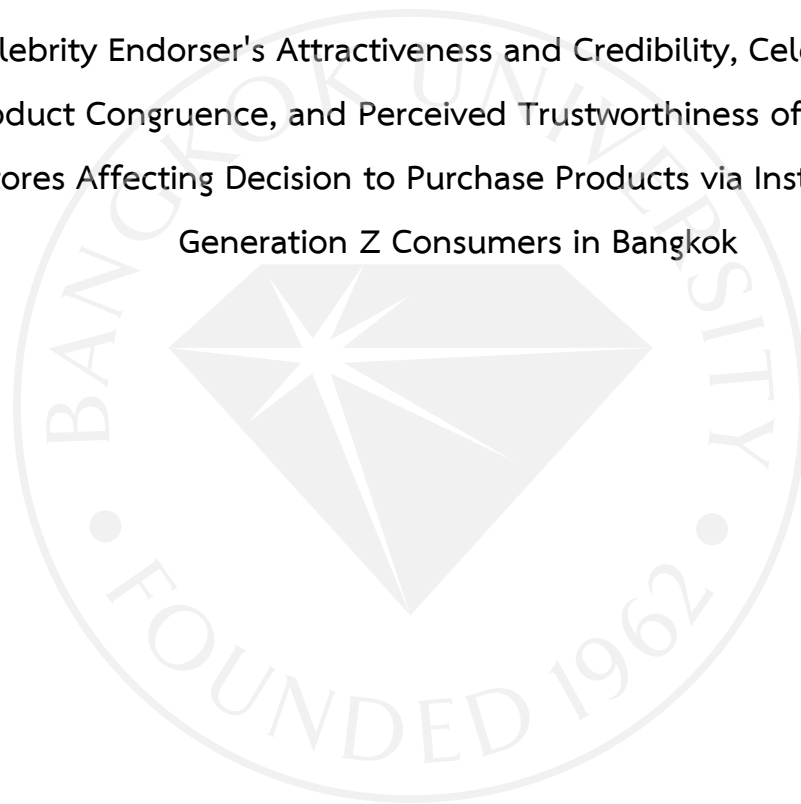 lebrity Endorser's Attractiveness and Credibility, Cel
duct Congruence, and Perceived Trustworthiness of
ores Affecting Decision to Purchase Products via Inst
Generation Z Consumers in Bangkok
BANGKOK UNIVERSITY
FOUNDED 1962